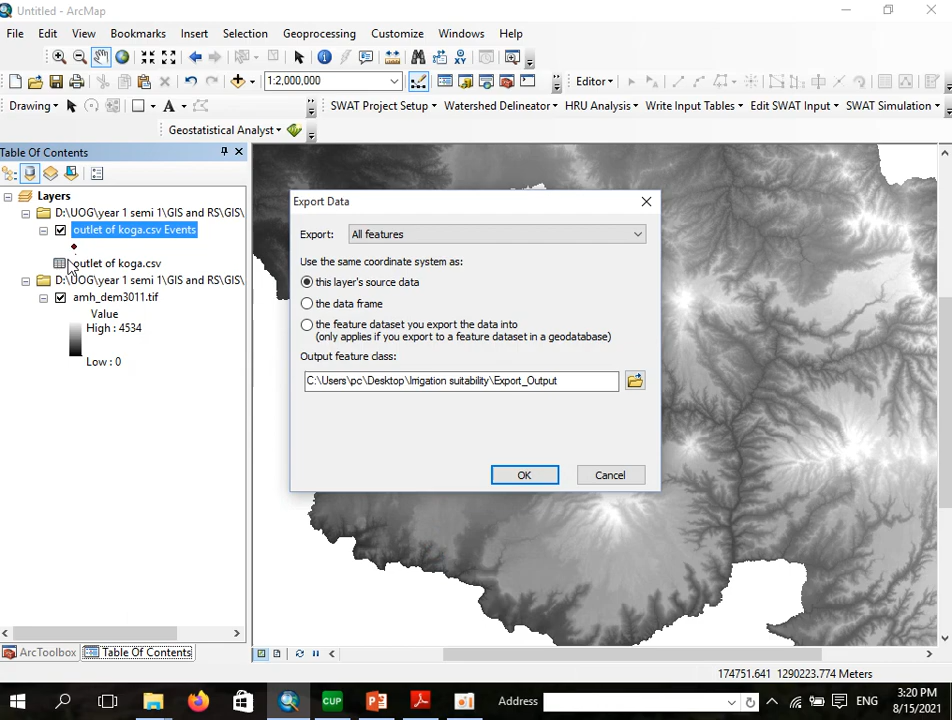 Untitled - ArcMap
File Edit View Bookmarks Insert Selection Geoprocessing Customize Windows Help
1:2,000,000
Editor
Drawing
A
SWAT Project Setup Watershed Delineator HRU Analysis Write Input Tables Edit SWAT Input SWAT Simulation
Geostatistical Analyst
Table Of Contents
Layers
D:\UOG\year 1 semi 1\GIS and RS\GIS\
outlet of koga.csv Events
outlet of koga.csv
D:\UOG\year 1 semi 1\GIS and RS\GIS\
amh_dem3011.tif
Value
High : 4534
Low : 0
Export Data
Export: All features
Use the same coordinate system as:
this layer's source data
the data frame
the feature dataset you export the data into
(only applies if you export to a feature dataset in a geodatabase)
Output feature class:
C:\Users\pc\Desktop\Irrigation suitability\Export_Output
OK Cancel
ArcToolbox Table Of Contents
174751.641 1290223.774 Meters
CUP
Address
ENG
3:20 PM
8/15/2021